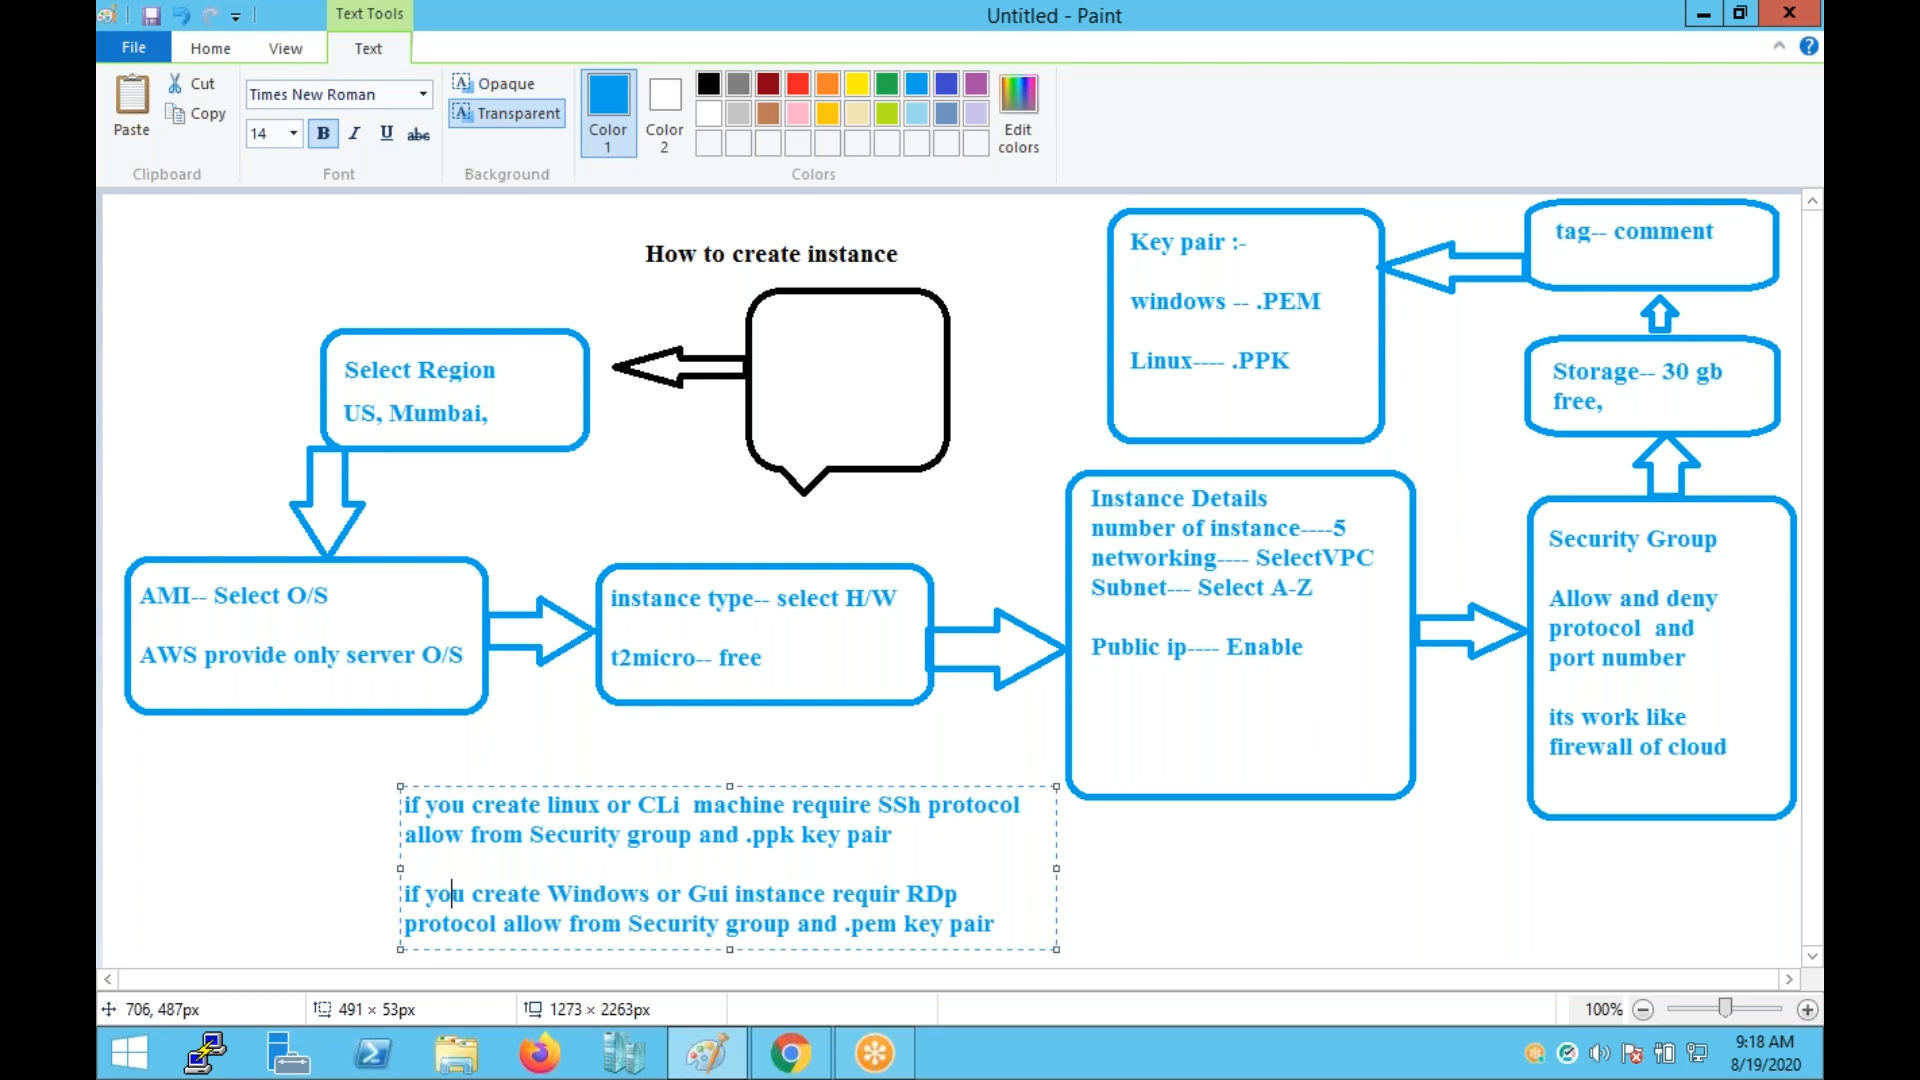 Text Tools
Untitled - Paint
File
Home
View
Text
Paste
Cut
Copy
Clipboard
Times New Roman
14
B
I
U
abc
Font
Opaque
Transparent
Background
Color
1
Color
2
Edit
colors
Colors
How to create instance
Select Region
US, Mumbai,
AMI-- Select O/S
AWS provide only server O/S
instance type-- select H/W
t2micro-- free
Instance Details
number of instance----5
networking---- SelectVPC
Subnet--- Select A-Z
Public ip---- Enable
Security Group
Allow and deny
protocol  and
port number
its work like
firewall of cloud
Storage-- 30 gb
free,
tag-- comment
Key pair :-
windows -- .PEM
Linux---- .PPK
if you create linux or CLi  machine require SSh protocol
allow from Security group and .ppk key pair
if you create Windows or Gui instance requir RDp
protocol allow from Security group and .pem key pair
706, 487px
491 × 53px
1273 × 2263px
100%
9:18 AM
8/19/2020